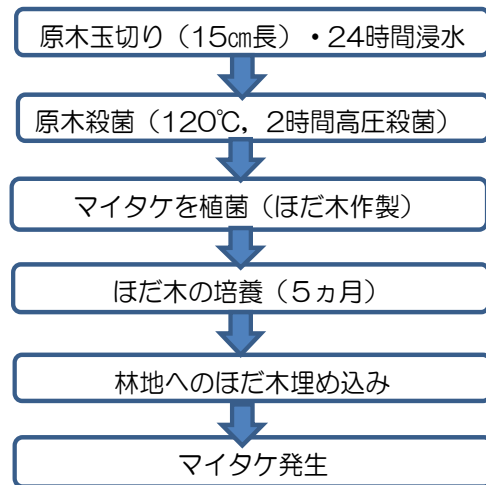 原木玉切り（15㎝長）・24時間浸水
原木殺菌（120℃，2時間高圧殺菌）
マイタケを植菌（ほだ木作製）
ほだ木の培養（5ヵ月）
林地へのほだ木埋め込み
マイタケ発生